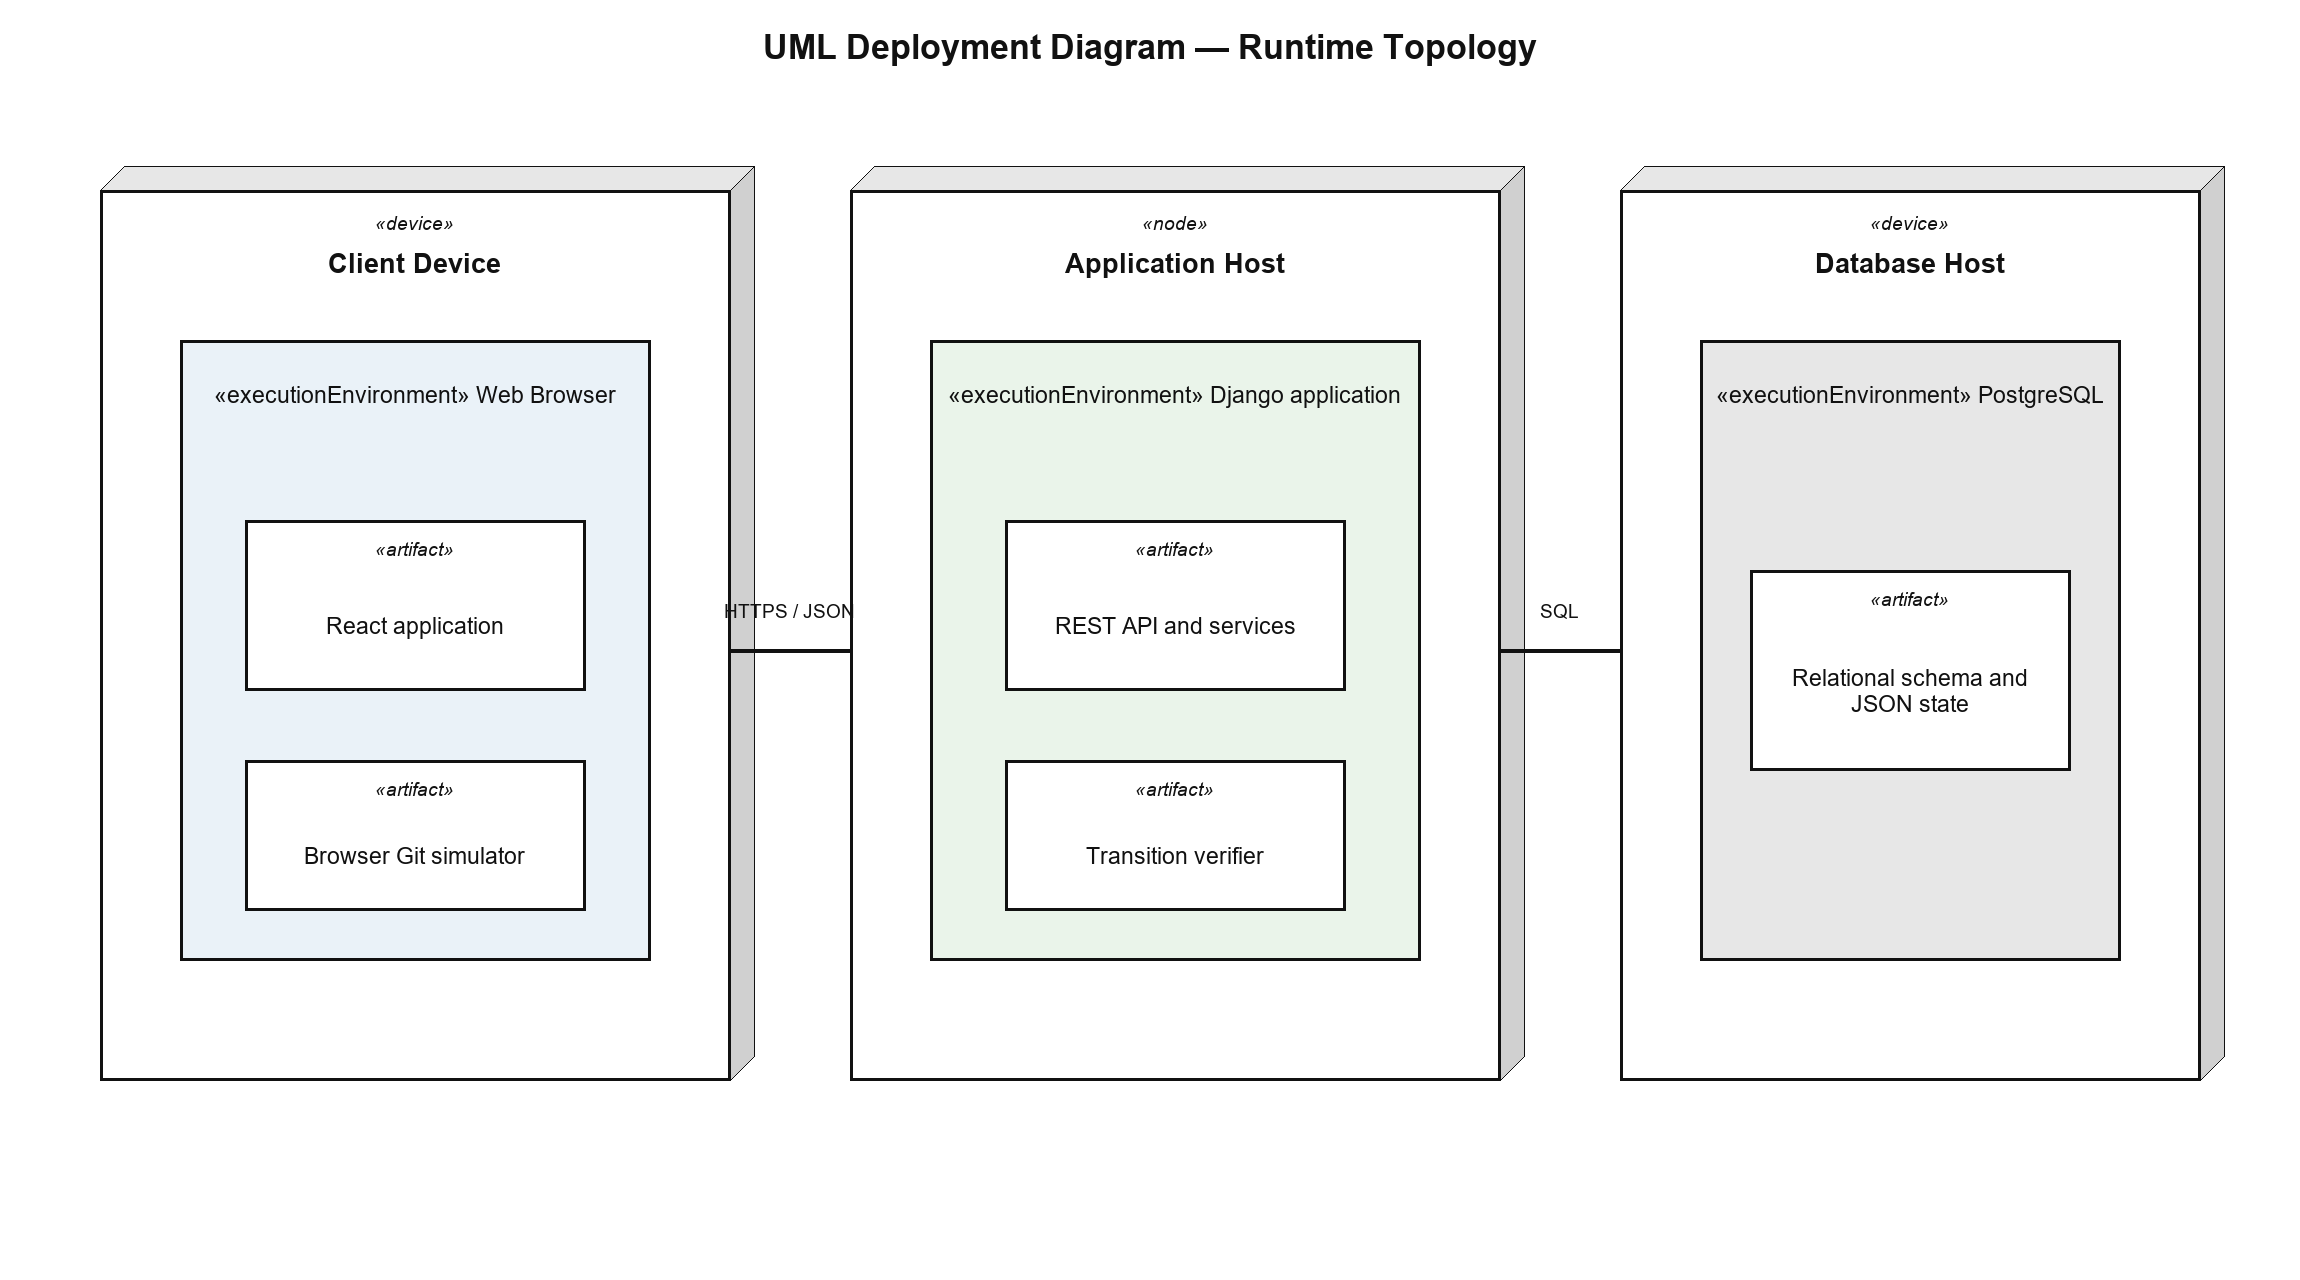 UML Deployment Diagram — Runtime Topology
«device»
Client Device
«executionEnvironment» Web Browser
«artifact»
React application
«artifact»
Browser Git simulator
HTTPS / JSON
«node»
Application Host
«executionEnvironment» Django application
«artifact»
REST API and services
«artifact»
Transition verifier
SQL
«device»
Database Host
«executionEnvironment» PostgreSQL
«artifact»
Relational schema and
JSON state